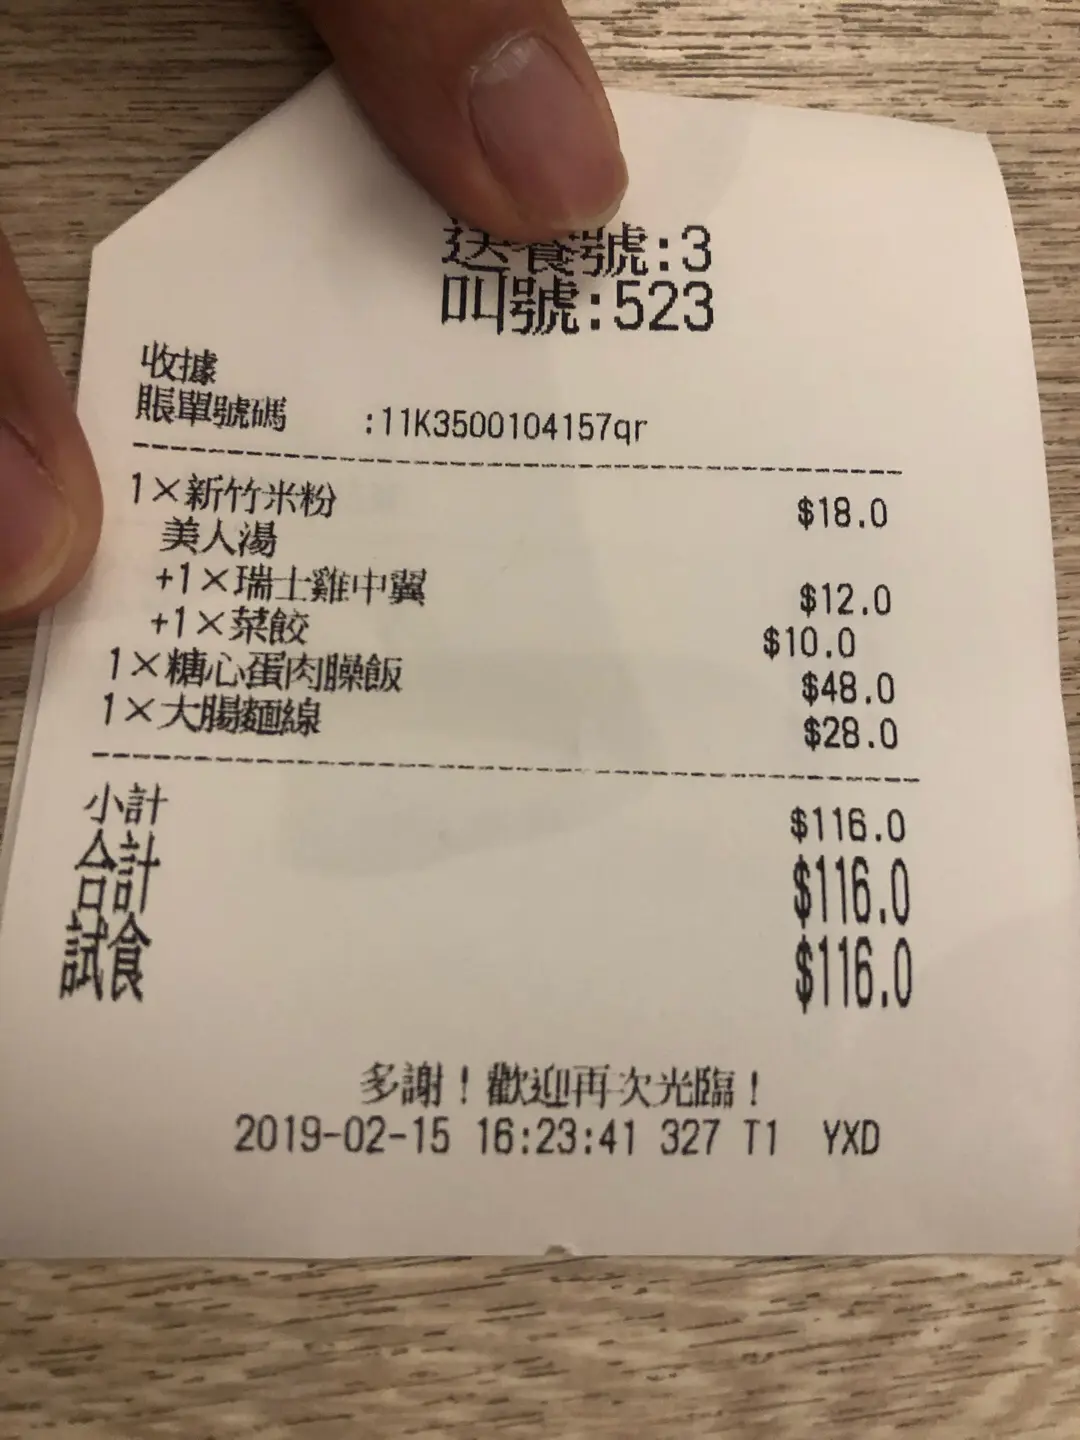 送餐號:3
叫號:523
收據
賬單號碼 :11K3500104157qr
1×新竹米粉 $18.0
美人湯
+1×瑞士雞中翼 $12.0
+1×菜餃 $10.0
1×糖心蛋肉臊飯 $48.0
1×大腸麵線 $28.0
小計 $116.0
合計 $116.0
試食 $116.0
多謝！歡迎再次光臨！
2019-02-15 16:23:41 327 T1 YXD